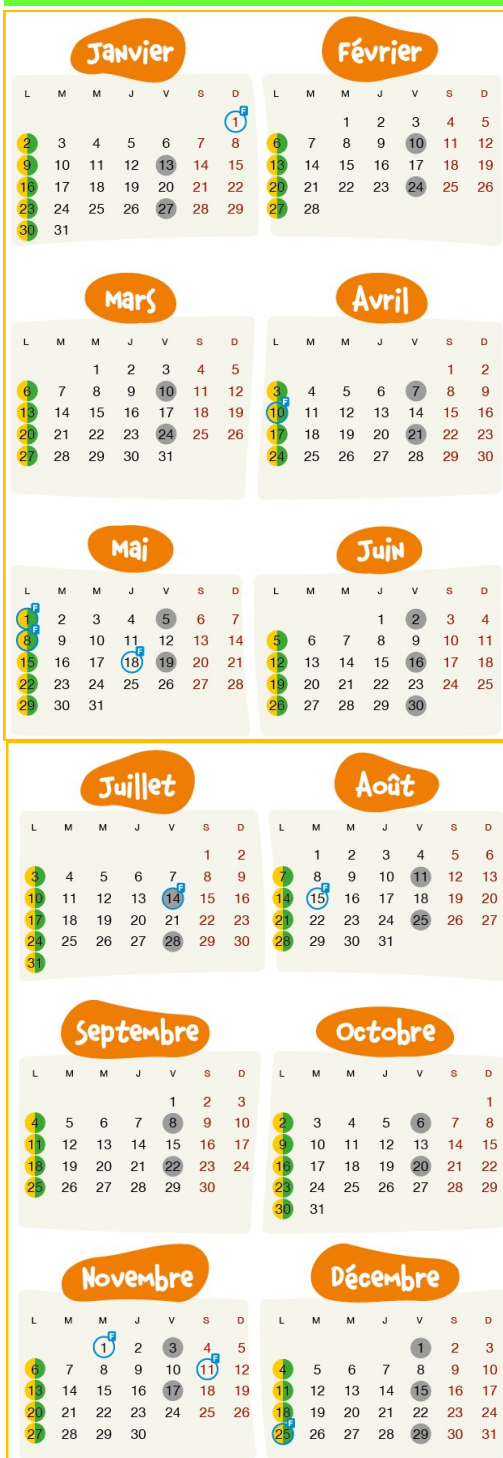 Janvier
L M M J V S D
F
1
2 3 4 5 6 7 8
9 10 11 12 13 14 15
16 17 18 19 20 21 22
23 24 25 26 27 28 29
30 31
Février
L M M J V S D
1 2 3 4 5
6 7 8 9 10 11 12
13 14 15 16 17 18 19
20 21 22 23 24 25 26
27 28
Mars
L M M J V S D
1 2 3 4 5
6 7 8 9 10 11 12
13 14 15 16 17 18 19
20 21 22 23 24 25 26
27 28 29 30 31
Avril
L M M J V S D
1 2
3 4 5 6 7 8 9
F
10 11 12 13 14 15 16
17 18 19 20 21 22 23
24 25 26 27 28 29 30
Mai
L M M J V S D
F
1 2 3 4 5 6 7
F
8 9 10 11 12 13 14
F
15 16 17 18 19 20 21
22 23 24 25 26 27 28
29 30 31
Juin
L M M J V S D
1 2 3 4
5 6 7 8 9 10 11
12 13 14 15 16 17 18
19 20 21 22 23 24 25
26 27 28 29 30
Juillet
L M M J V S D
1 2
3 4 5 6 7 8 9
F
10 11 12 13 14 15 16
17 18 19 20 21 22 23
24 25 26 27 28 29 30
31
Août
L M M J V S D
1 2 3 4 5 6
7 8 9 10 11 12 13
F
14 15 16 17 18 19 20
21 22 23 24 25 26 27
28 29 30 31
Septembre
L M M J V S D
1 2 3
4 5 6 7 8 9 10
11 12 13 14 15 16 17
18 19 20 21 22 23 24
25 26 27 28 29 30
Octobre
L M M J V S D
1
2 3 4 5 6 7 8
9 10 11 12 13 14 15
16 17 18 19 20 21 22
23 24 25 26 27 28 29
30 31
Novembre
L M M J V S D
F
1 2 3 4 5
F
6 7 8 9 10 11 12
13 14 15 16 17 18 19
20 21 22 23 24 25 26
27 28 29 30
Décembre
L M M J V S D
1 2 3
4 5 6 7 8 9 10
11 12 13 14 15 16 17
18 19 20 21 22 23 24
F
25 26 27 28 29 30 31